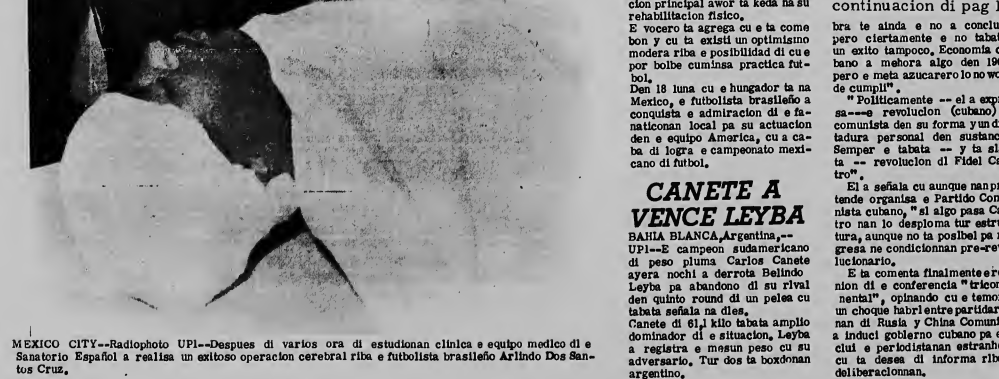 MEXICO CITY--Radiophoto UPI--Despues di varios ora di estudionan clinica e equipo medico di e
Sanatorio Español a realisa un exitoso operacion cerebral riba e futbolista brasileño Arlindo Dos San-
tos Cruz.
cion principal awor ta keda na su
rehabilitacion fisico.
E vocero ta agrega cu e ta come
bon y cu ta existi un optimismo
modera riba e posibilidad di cu e
por bolbe cuminsa practica fut-
bol.
Den 18 luna cu e hungador ta na
Mexico, e futbolista brasileño a
conquista e admiracion di e fa-
naticonan local pa su actuacion
den e equipo America, cu a ca-
ba di logra e campeonato mexi-
cano di futbol.
CANETE A
VENCE LEYBA
BAHIA BLANCA,Argentina,--
UPI--E campeon sudamericano
di peso pluma Carlos Canete
ayera nochi a derrota Belindo
Leyba pa abandono di su rival
den quinto round di un pelea cu
tabata señala na dies.
Canete di 61,1 kilo tabata amplio
dominador di e situacion. Leyba
a registra e mesun peso cu su
adversario. Tur dos ta boxdonan
argentino.
continuacion di pag
bra te ainda e no a conclu
pero ciertamente e no tabat
un exito tampoco. Economia c
bano a mehora algo den 196
pero e meta azucarero lo no wo
de cumpli".
"Politicamente -- el a exp
sa---e revolucion (cubano)
comunista den su forma y un di
tadura personal den sustanc
Semper e tabata -- y ta si
ta -- revolucion di Fidel Ca
tro".
El a señala cu aunque nan pr
tende organisa e Partido Com
nista cubano, "si algo pasa Ca
tro nan lo desploma tur estru
tura, aunque no ta posibel pa r
gresa ne condicionnan pre-rev
lucionario.
E ta comenta finalmente e re
nion di e conferencia "tricon
nental", opinando cu e temo
un choque habri entre partidar
nan di Rusia y China Comuni
a induci gobierno cubano pa e
clui e periodistanan estranhe
cu ta desea di informa ribe
deliberacionnan.